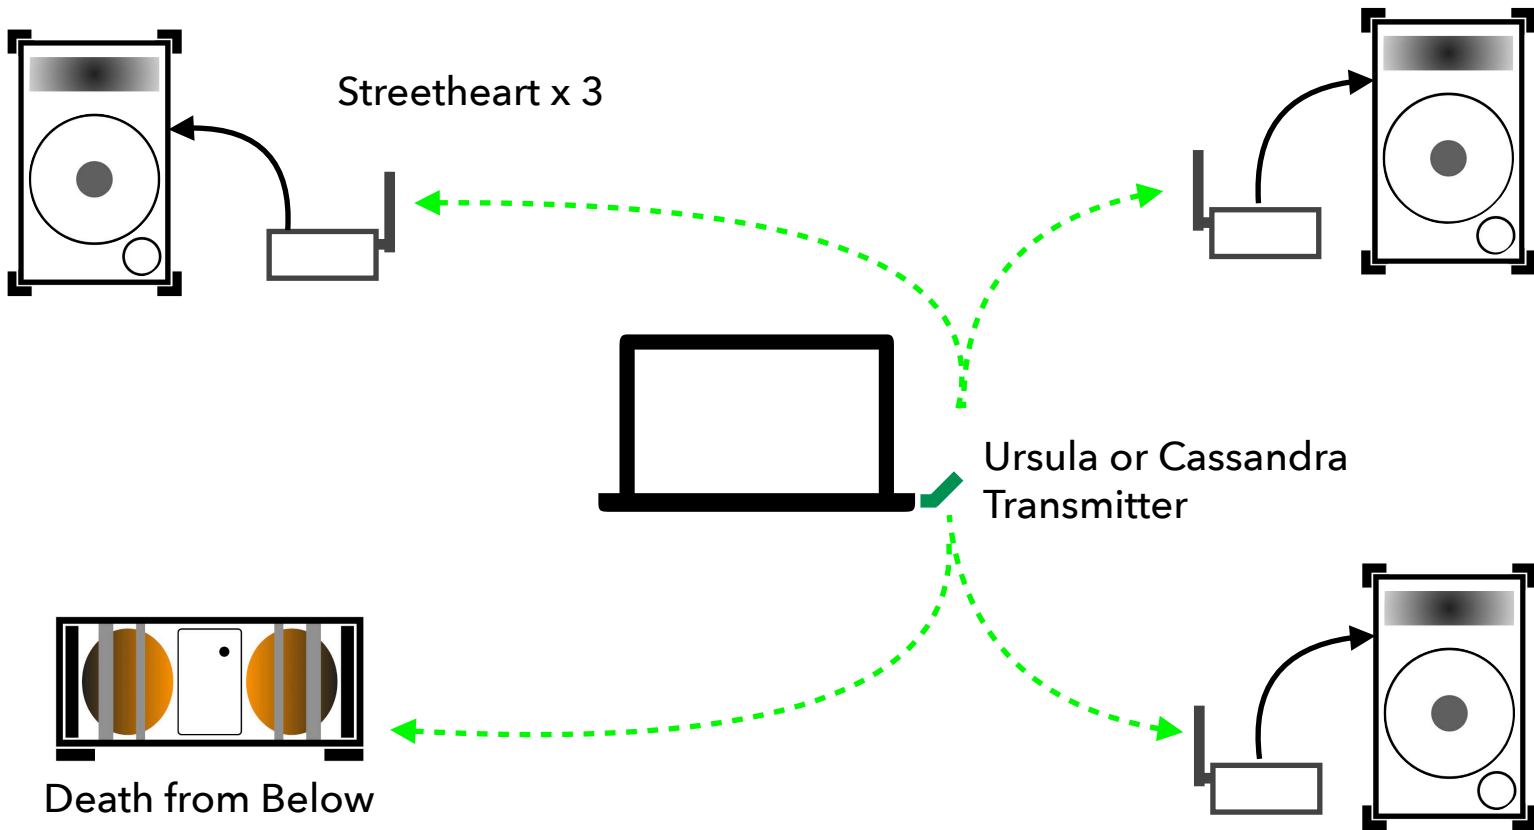 Streetheart x 3
Ursula or Cassandra
Transmitter
Death from Below